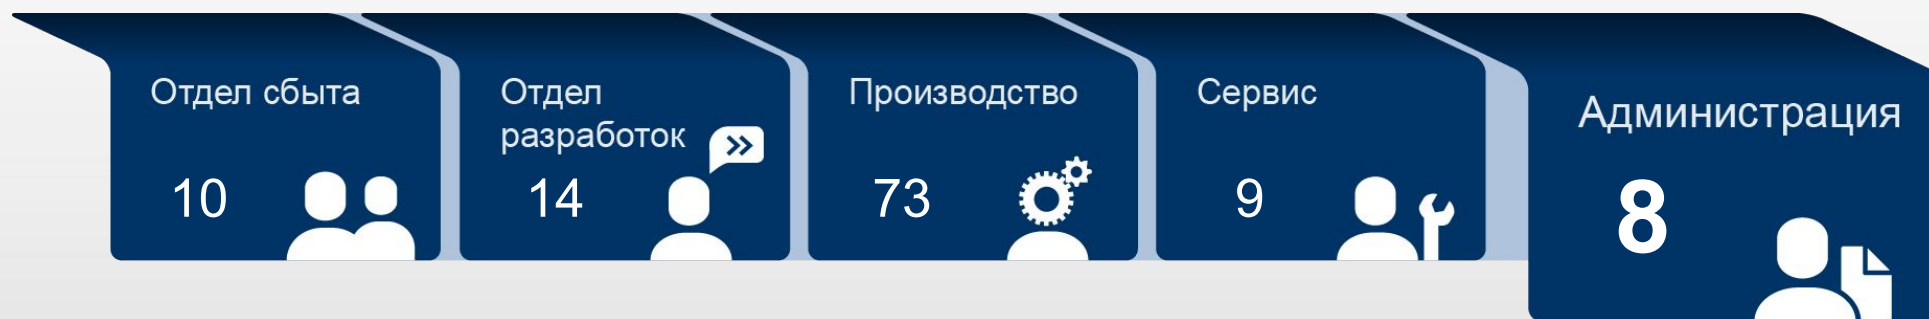 Отдел сбыта
10
Отдел
разработок
14
Производство
73
Сервис
9
Администрация
8